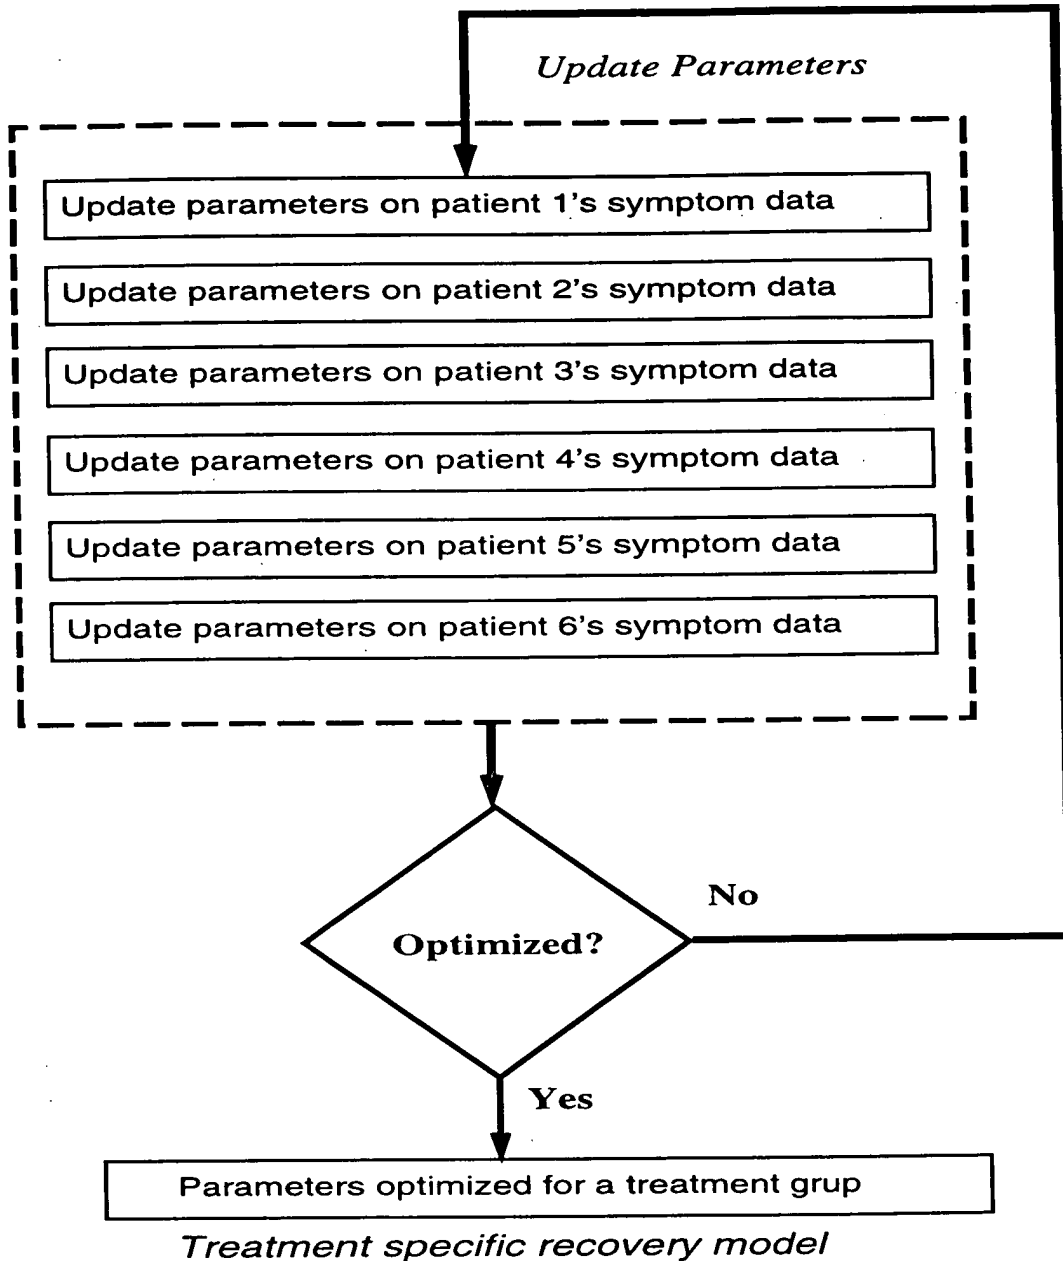 Update Parameters
Update parameters on patient 1's symptom data
Update parameters on patient 2's symptom data
Update parameters on patient 3's symptom data
Update parameters on patient 4's symptom data
Update parameters on patient 5's symptom data
Update parameters on patient 6's symptom data
No
Optimized?
Yes
Parameters optimized for a treatment grup
Treatment specific recovery model